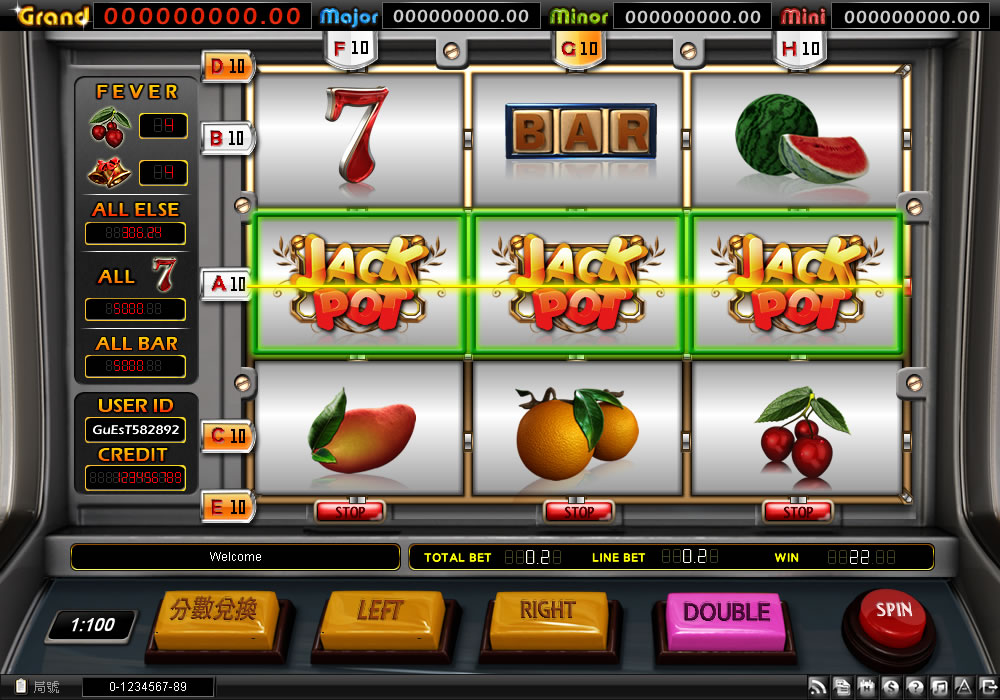 Grand 000000000.00 Major 000000000.00 Minor 000000000.00 Mini 000000000.00
F 10 G 10 H 10
D 10
FEVER
4
B 10
BAR
4
ALL ELSE
306.24
JACK POT JACK POT JACK POT
ALL 7
A 10
5000
ALL BAR
5000
USER ID
GuEsT582892
C 10
CREDIT
123456789
E 10
STOP STOP STOP
Welcome TOTAL BET 0.2 LINE BET 0.2 WIN 22
1:100 分數兌換 LEFT RIGHT DOUBLE SPIN
局號 0-1234567-89